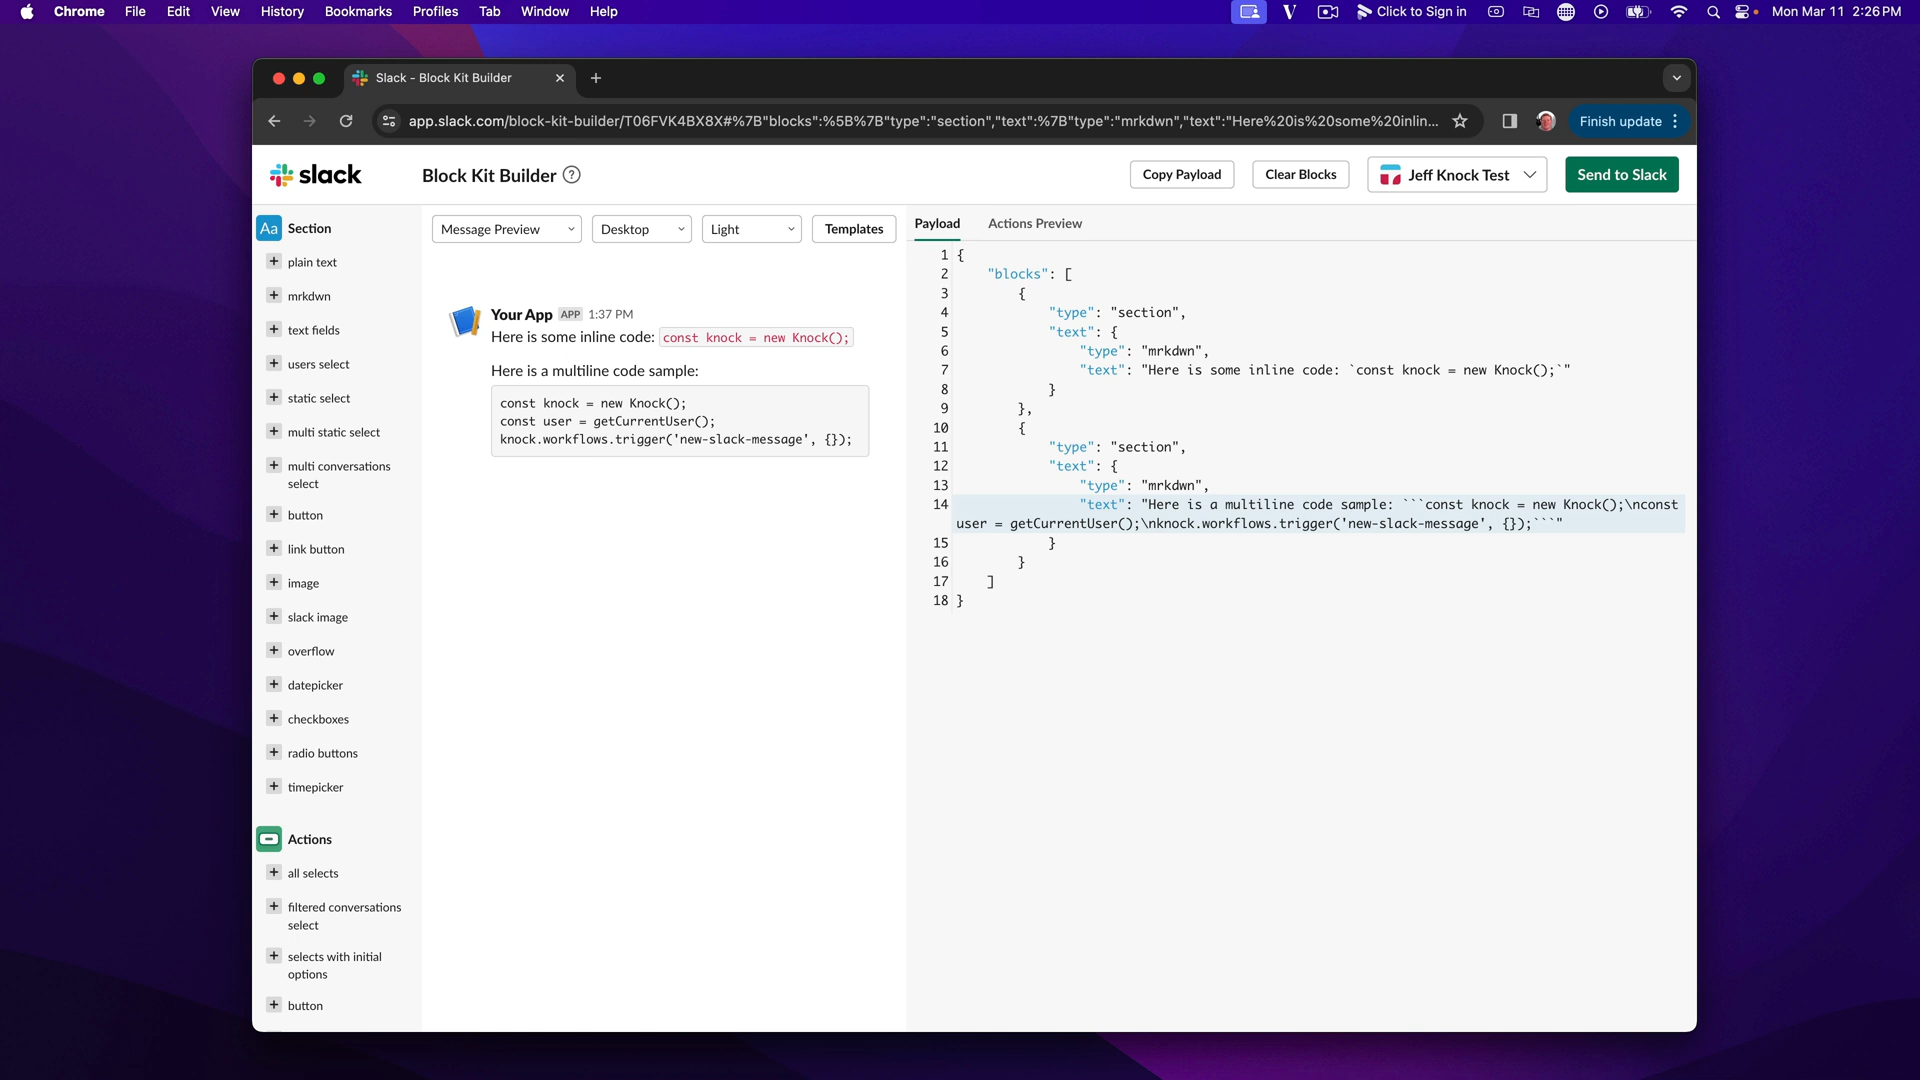 Chrome File Edit View History Bookmarks Profiles Tab Window Help
Click to Sign in
Mon Mar 11 2:26 PM
Slack - Block Kit Builder
app.slack.com/block-kit-builder/T06FVK4BX8X#%7B"blocks":%5B%7B"type":"section","text":%7B"type":"mrkdwn","text":"Here%20is%20some%20inlin...
Finish update
slack
Block Kit Builder ?
Copy Payload
Clear Blocks
Jeff Knock Test
Send to Slack
Aa Section
+ plain text
+ mrkdwn
+ text fields
+ users select
+ static select
+ multi static select
+ multi conversations
select
+ button
+ link button
+ image
+ slack image
+ overflow
+ datepicker
+ checkboxes
+ radio buttons
+ timepicker
Actions
+ all selects
+ filtered conversations
select
+ selects with initial
options
+ button
Message Preview
Desktop
Light
Templates
Your App APP 1:37 PM
Here is some inline code: const knock = new Knock();
Here is a multiline code sample:
const knock = new Knock();
const user = getCurrentUser();
knock.workflows.trigger('new-slack-message', {});
Payload Actions Preview
1 {
2 "blocks": [
3 {
4 "type": "section",
5 "text": {
6 "type": "mrkdwn",
7 "text": "Here is some inline code: `const knock = new Knock();`"
8 }
9 },
10 {
11 "type": "section",
12 "text": {
13 "type": "mrkdwn",
14 "text": "Here is a multiline code sample: ```const knock = new Knock();\nconst
user = getCurrentUser();\nknock.workflows.trigger('new-slack-message', {});```"
15 }
16 }
17 ]
18 }